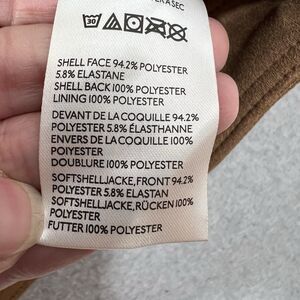 30
SHELL FACE 94.2% POLYESTER
5.8% ELASTANE
SHELL BACK 100% POLYESTER
LINING 100% POLYESTER
DEVANT DE LA COQUILLE 94.2%
POLYESTER 5.8% ÉLASTHANNE
ENVERS DE LA COQUILLE 100%
POLYESTER
DOUBLURE 100% POLYESTER
SOFTSHELLJACKE, FRONT 94.2%
POLYESTER 5.8% ELASTAN
SOFTSHELLJACKE, RÜCKEN 100%
POLYESTER
FUTTER 100% POLYESTER